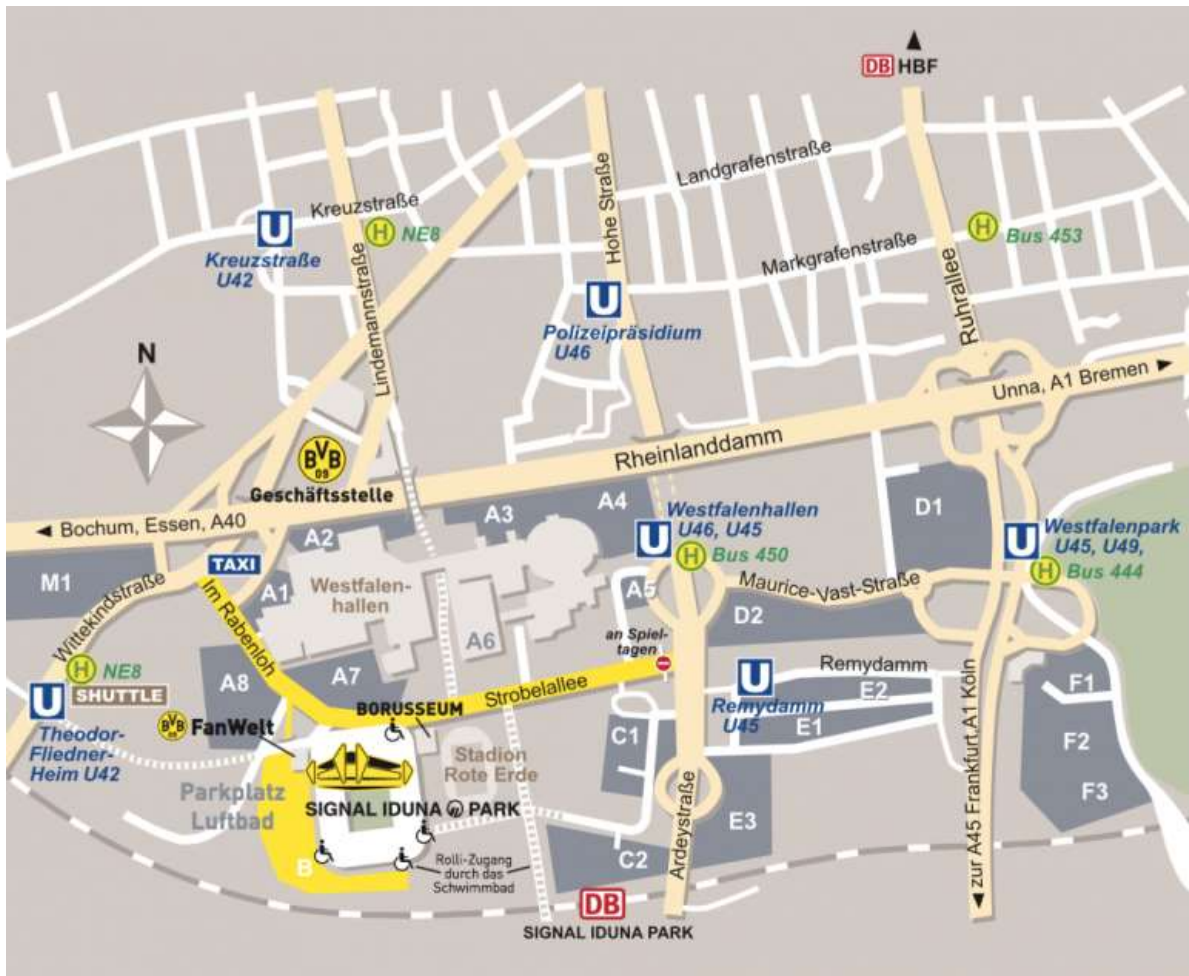 DB HBF
Landgrafenstraße
Hohe Straße
Kreuzstraße
H NE8
U
Kreuzstraße
U42
Lindemannstraße
Markgrafenstraße
H Bus 453
Ruhrallee
U
Polizeipräsidium
U46
N
Unna, A1 Bremen
Rheinlanddamm
BVB
09
Geschäftsstelle
Bochum, Essen, A40
A2
A3
A4
D1
U
Westfalenhallen
U46, U45
H Bus 450
U
Westfalenpark
U45, U49,
H Bus 444
M1
TAXI
Wittekindstraße
Im Rabenloh
A1
Westfalen-
hallen
A6
A5
Maurice-Vast-Straße
D2
an Spiel-
tagen
H NE8
SHUTTLE
U
Theodor-
Fliedner-
Heim U42
A8
A7
Strobelallee
Remydamm
U
Remydamm
U45
E2
E1
F1
F2
F3
BVB
09
FanWelt
BORUSSEUM
Stadion
Rote Erde
C1
Parkplatz
Luftbad
SIGNAL IDUNA PARK
B
Rolli-Zugang
durch das
Schwimmbad
C2
E3
Ardeystraße
zur A45 Frankfurt,A1 Köln
DB
SIGNAL IDUNA PARK